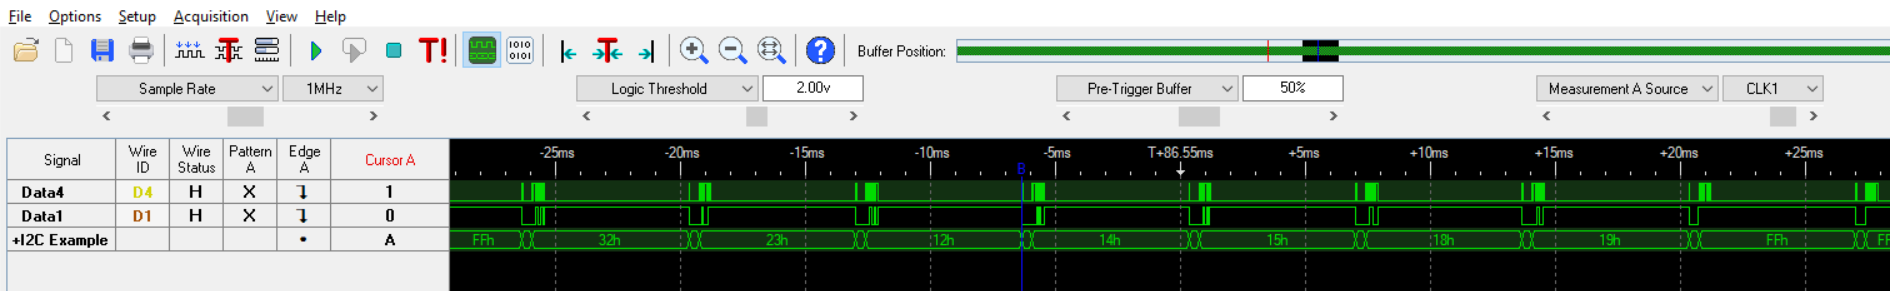 File Options Setup Acquisition View Help
T! 1010 0101 T ? Buffer Position:
Sample Rate 1MHz Logic Threshold 2.00v Pre-Trigger Buffer 50% Measurement A Source CLK1
Signal Wire ID Wire Status Pattern A Edge A Cursor A -25ms -20ms -15ms -10ms -5ms T+86.55ms +5ms +10ms +15ms +20ms +25ms
B
Data4 D4 H X 1
Data1 D1 H X 0
+I2C Example A FFh 32h 23h 12h 14h 15h 18h 19h FFh FF